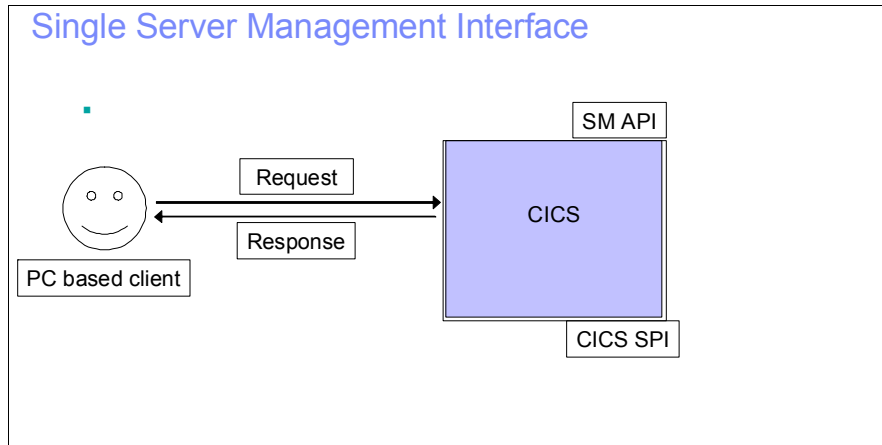 Single Server Management Interface
SM API
Request
CICS
Response
PC based client
CICS SPI